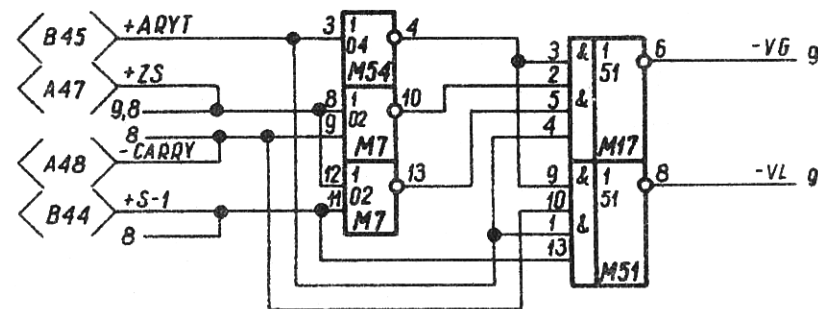 B45 +ARYT 3 1 04 M54 4
A47 +ZS
9,8 8 1 02 M7 10
8 9
A48 -CARRY
B44 +S-1 12 1 02 M7 13
8 11
3 & 1 51 M17 6 -VG 9
2
5 &
4
9 & 1 51 M51 8 -VL 9
10
1 &
13